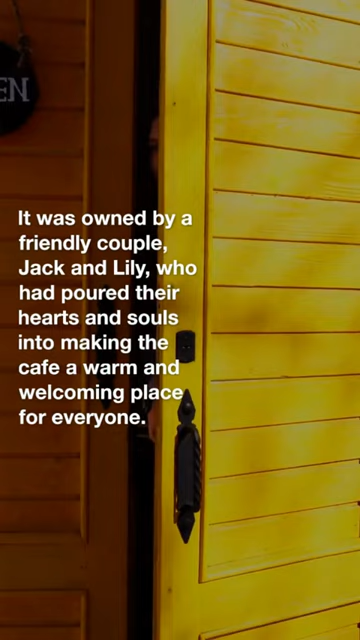 EN
It was owned by a
friendly couple,
Jack and Lily, who
had poured their
hearts and souls
into making the
cafe a warm and
welcoming place
for everyone.